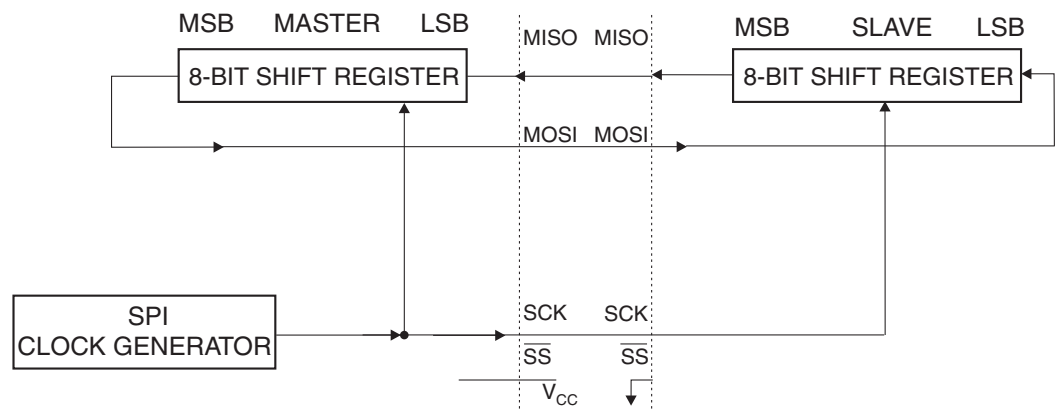 MSB MASTER LSB
8-BIT SHIFT REGISTER
MISO MISO
MSB SLAVE LSB
8-BIT SHIFT REGISTER
MOSI MOSI
SPI
CLOCK GENERATOR
SCK SCK
SS SS
VCC